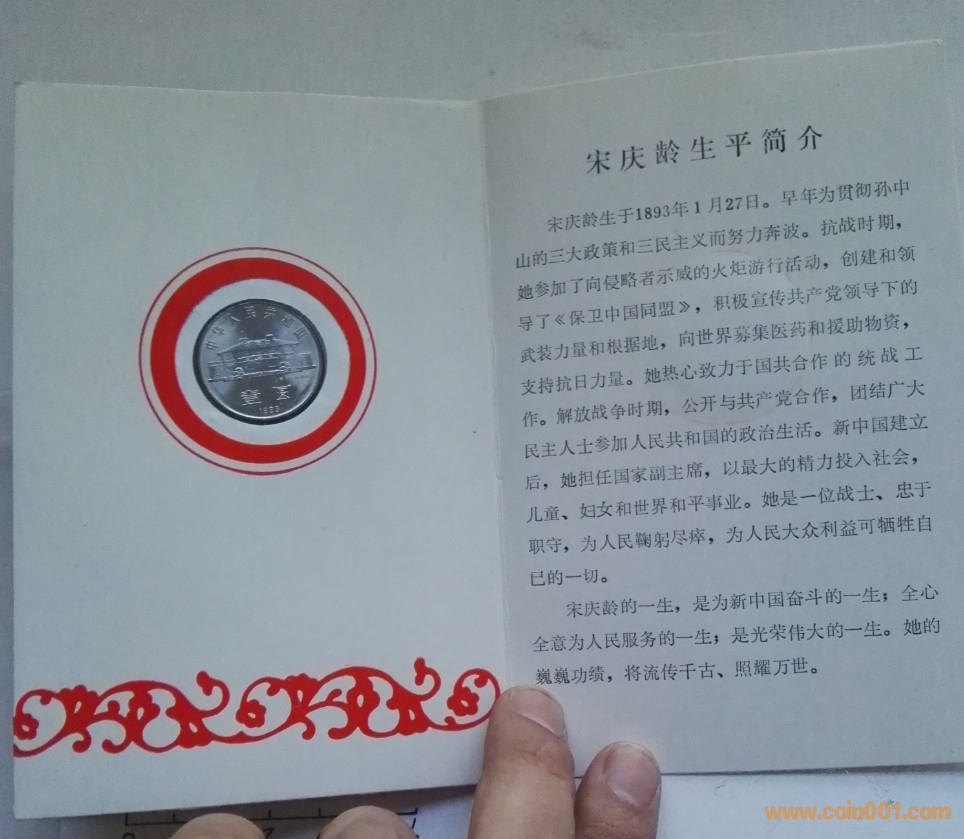 中华人民共和国
壹圆
1993
宋庆龄生平简介
宋庆龄生于1893年1月27日。早年为贯彻孙中
山的三大政策和三民主义而努力奔波。抗战时期，
她参加了向侵略者示威的火炬游行活动，创建和领
导了《保卫中国同盟》，积极宣传共产党领导下的
武装力量和根据地，向世界募集医药和援助物资，
支持抗日力量。她热心致力于国共合作的统战工
作。解放战争时期，公开与共产党合作，团结广大
民主人士参加人民共和国的政治生活。新中国建立
后，她担任国家副主席，以最大的精力投入社会，
儿童、妇女和世界和平事业。她是一位战士、忠于
职守，为人民鞠躬尽瘁，为人民大众利益可牺牲自
已的一切。
宋庆龄的一生，是为新中国奋斗的一生；全心
全意为人民服务的一生；是光荣伟大的一生。她的
巍巍功绩，将流传千古、照耀万世。
www.coin001.com